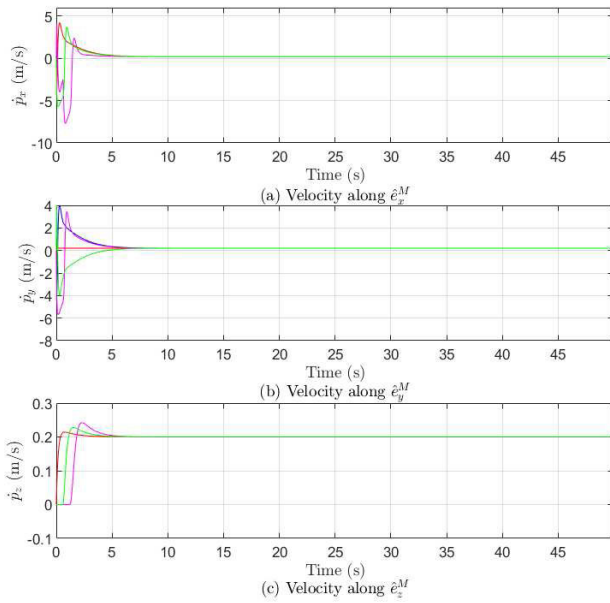 5
0
-5
-10
ṗx (m/s)
0 5 10 15 20 25 30 35 40 45
Time (s)
(a) Velocity along êxM
4
2
0
-2
-4
-6
-8
ṗy (m/s)
0 5 10 15 20 25 30 35 40 45
Time (s)
(b) Velocity along êyM
0.3
0.2
0.1
0
-0.1
ṗz (m/s)
0 5 10 15 20 25 30 35 40 45
Time (s)
(c) Velocity along êzM